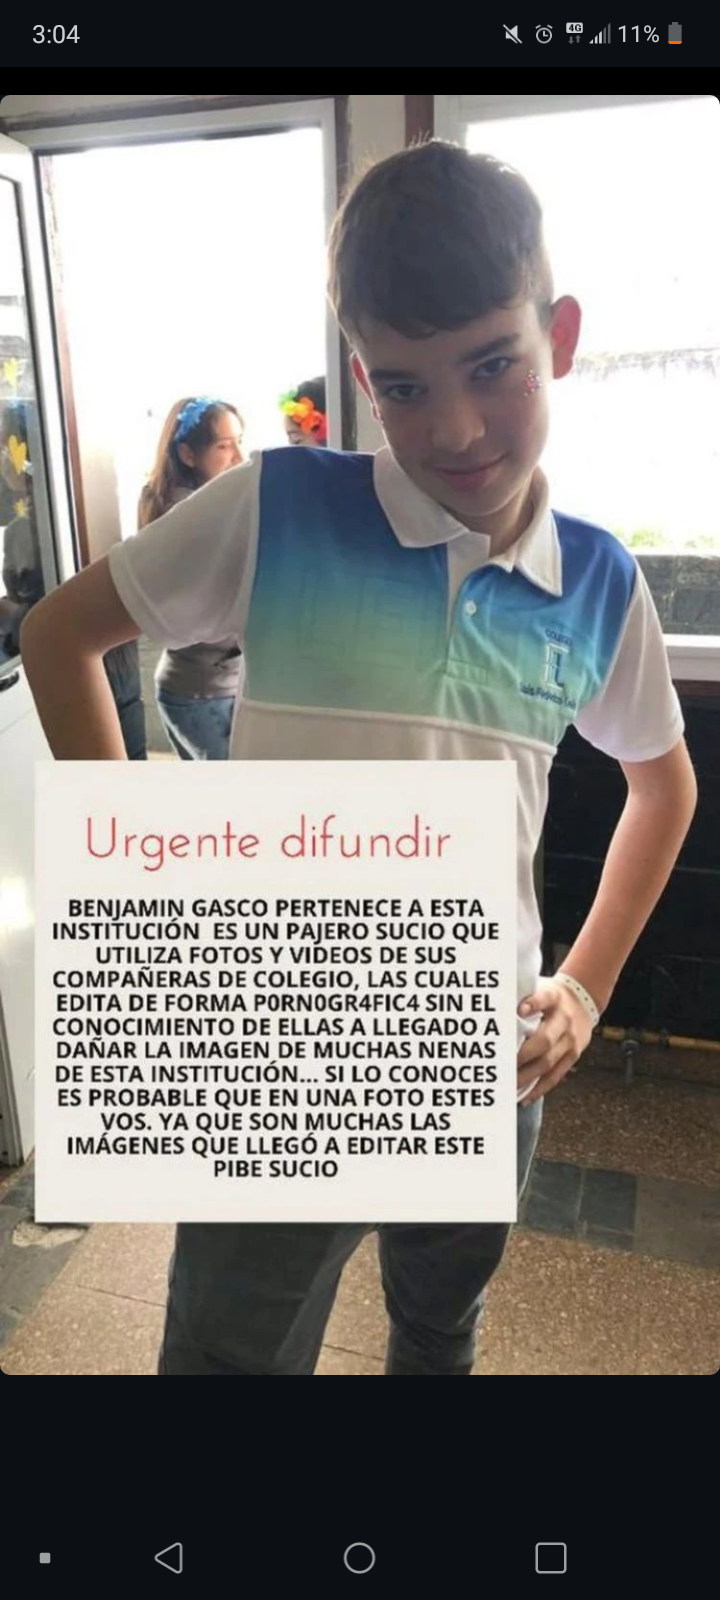 3:04
4G
11%
COLEGIO
Urgente difundir
BENJAMIN GASCO PERTENECE A ESTA
INSTITUCIÓN ES UN PAJERO SUCIO QUE
UTILIZA FOTOS Y VIDEOS DE SUS
COMPAÑERAS DE COLEGIO, LAS CUALES
EDITA DE FORMA P0RN0GR4FIC4 SIN EL
CONOCIMIENTO DE ELLAS A LLEGADO A
DAÑAR LA IMAGEN DE MUCHAS NENAS
DE ESTA INSTITUCIÓN... SI LO CONOCES
ES PROBABLE QUE EN UNA FOTO ESTES
VOS. YA QUE SON MUCHAS LAS
IMÁGENES QUE LLEGÓ A EDITAR ESTE
PIBE SUCIO